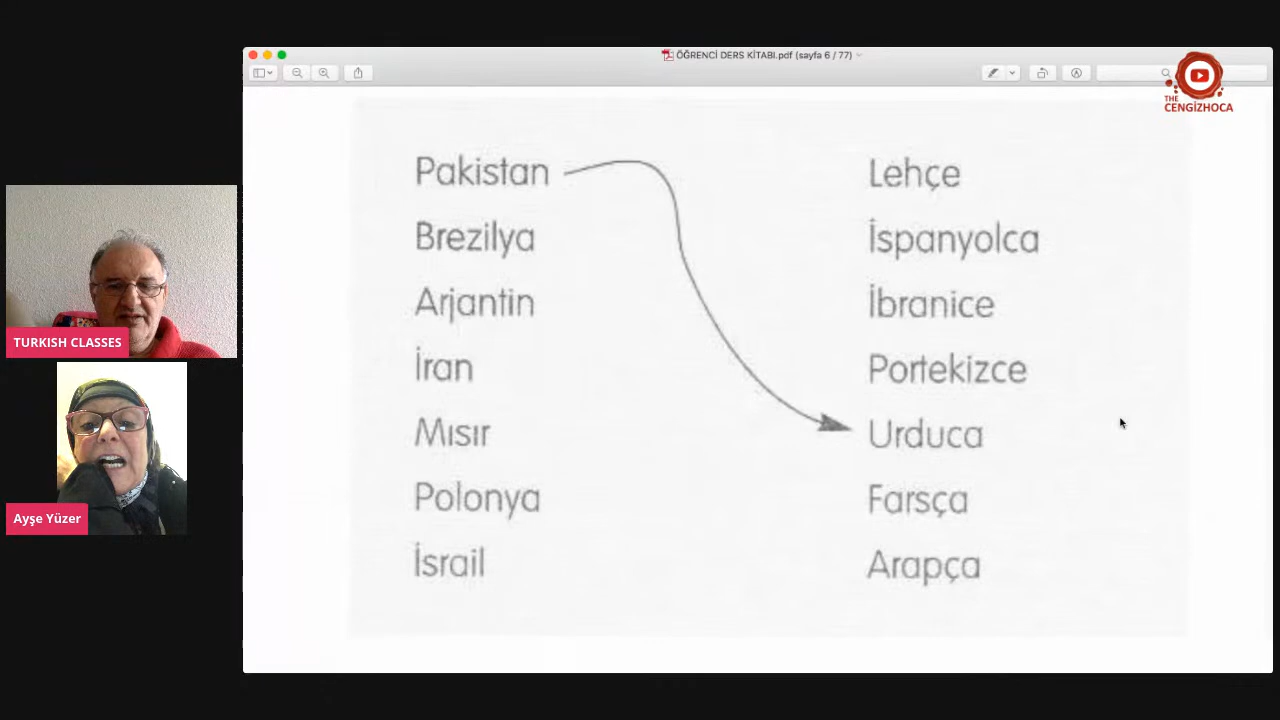 ÖĞRENCİ DERS KİTABI.pdf (sayfa 6 / 77)
THE
CENGİZHOCA
Pakistan
Brezilya
Arjantin
İran
Mısır
Polonya
İsrail
Lehçe
İspanyolca
İbranice
Portekizce
Urduca
Farsça
Arapça
TURKISH CLASSES
Ayşe Yüzer